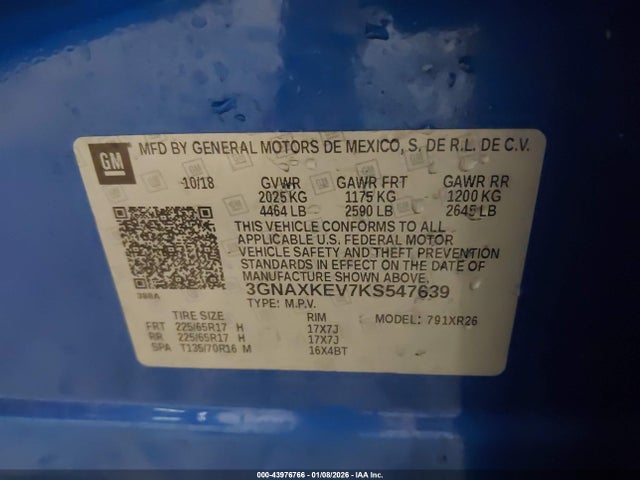 GM
MFD BY GENERAL MOTORS DE MEXICO, S. DE R.L. DE C.V.
10/18 GVWR GAWR FRT GAWR RR
2025 KG 1175 KG 1200 KG
4464 LB 2590 LB 2645 LB
THIS VEHICLE CONFORMS TO ALL
APPLICABLE U.S. FEDERAL MOTOR
VEHICLE SAFETY AND THEFT PREVENTION
STANDARDS IN EFFECT ON THE DATE OF
MANUFACTURE SHOWN ABOVE.
3GNAXKEV7KS547639
TYPE: M.P.V.
TIRE SIZE RIM MODEL: 791XR26
FRT 225/65R17 H 17X7J
RR 225/65R17 H 17X7J
SPA T135/70R16 M 16X4BT
000-43976766 - 01/08/2026 - IAA Inc.